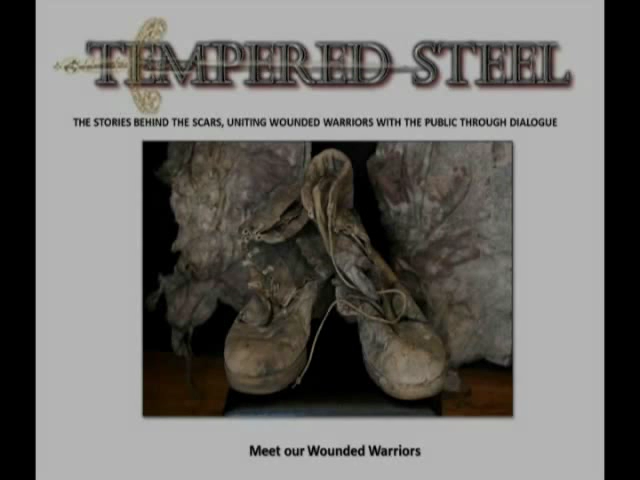 TEMPERED STEEL
THE STORIES BEHIND THE SCARS, UNITING WOUNDED WARRIORS WITH THE PUBLIC THROUGH DIALOGUE
Meet our Wounded Warriors